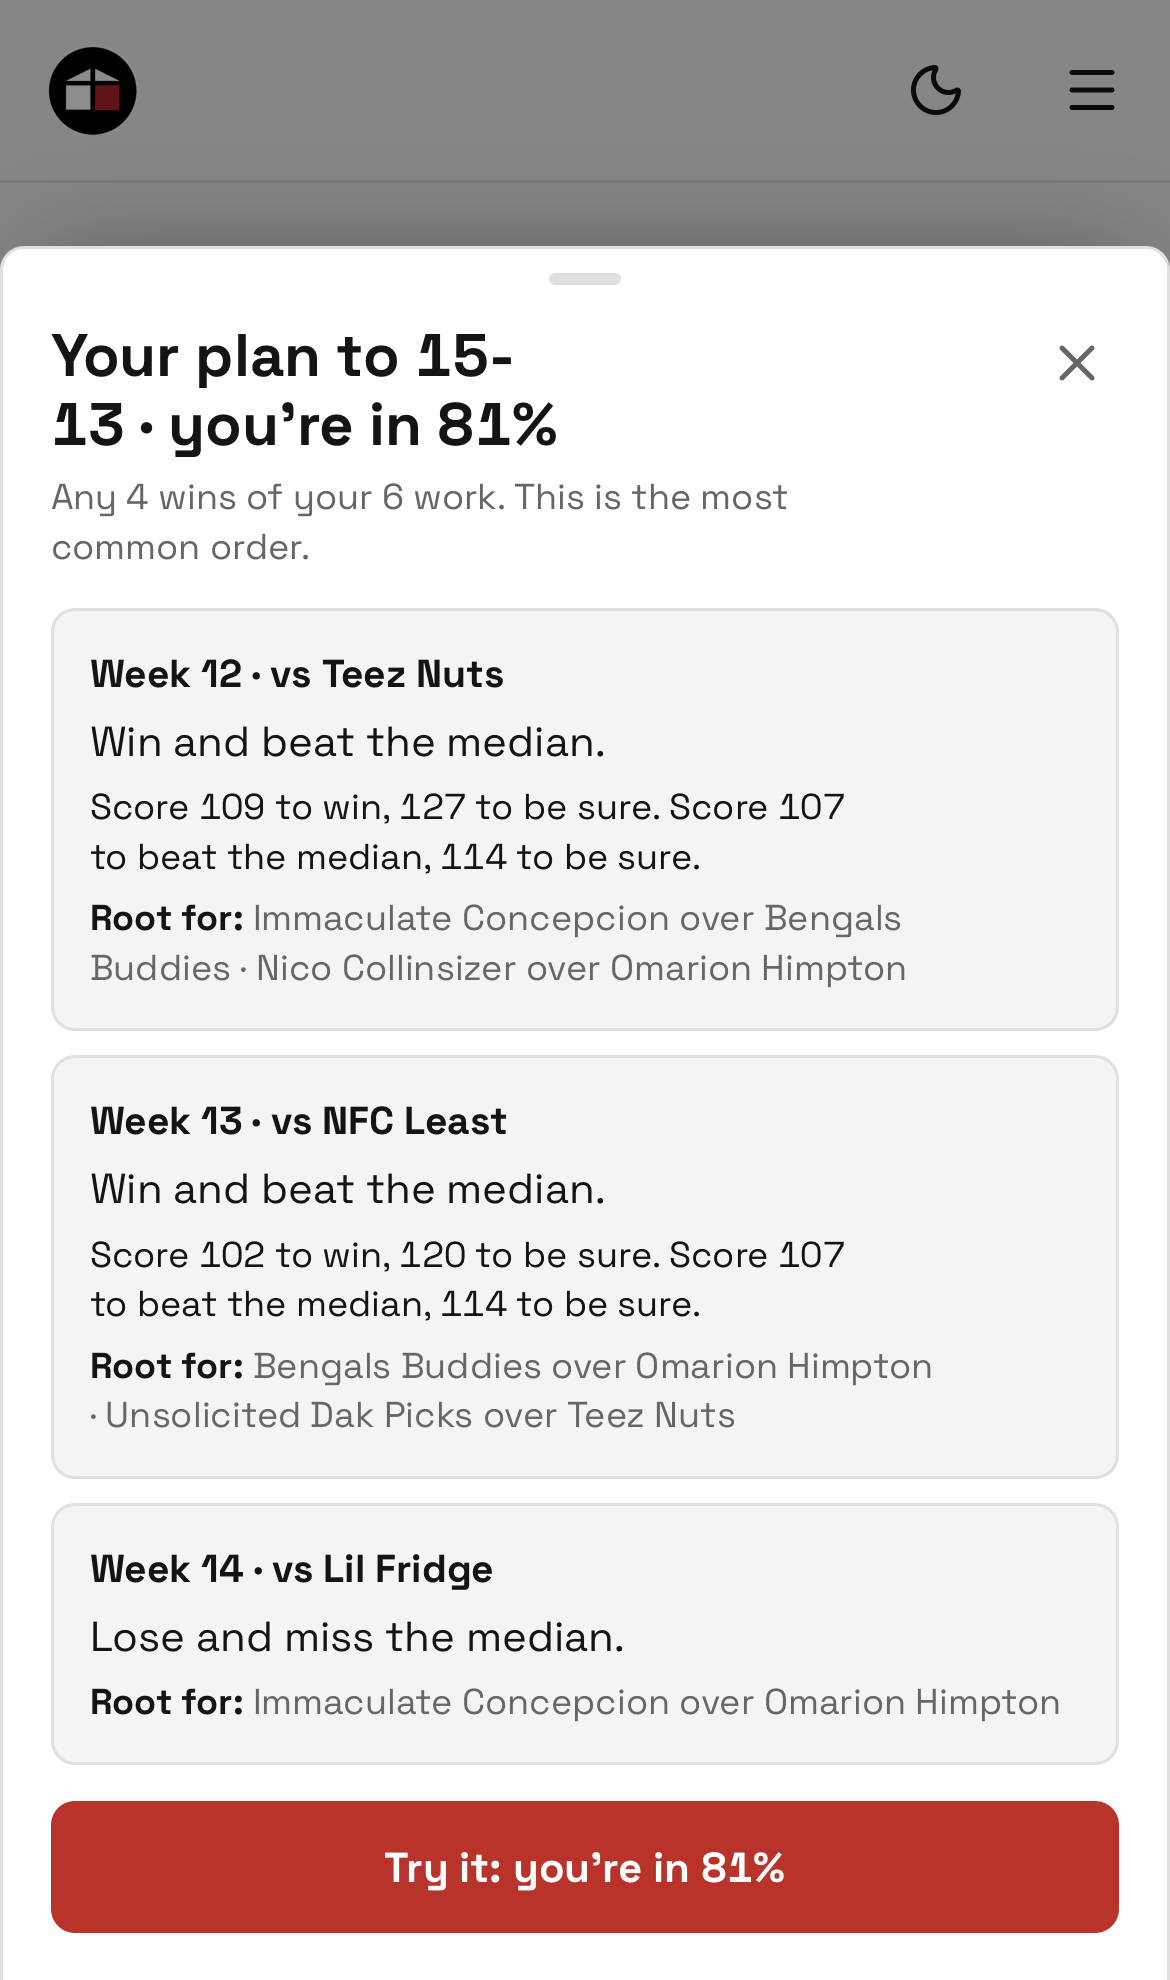 Your plan to 15-
13 · you’re in 81%
Any 4 wins of your 6 work. This is the most
common order.
Week 12 · vs Teez Nuts
Win and beat the median.
Score 109 to win, 127 to be sure. Score 107
to beat the median, 114 to be sure.
Root for: Immaculate Concepcion over Bengals
Buddies · Nico Collinsizer over Omarion Himpton
Week 13 · vs NFC Least
Win and beat the median.
Score 102 to win, 120 to be sure. Score 107
to beat the median, 114 to be sure.
Root for: Bengals Buddies over Omarion Himpton
· Unsolicited Dak Picks over Teez Nuts
Week 14 · vs Lil Fridge
Lose and miss the median.
Root for: Immaculate Concepcion over Omarion Himpton
Try it: you’re in 81%